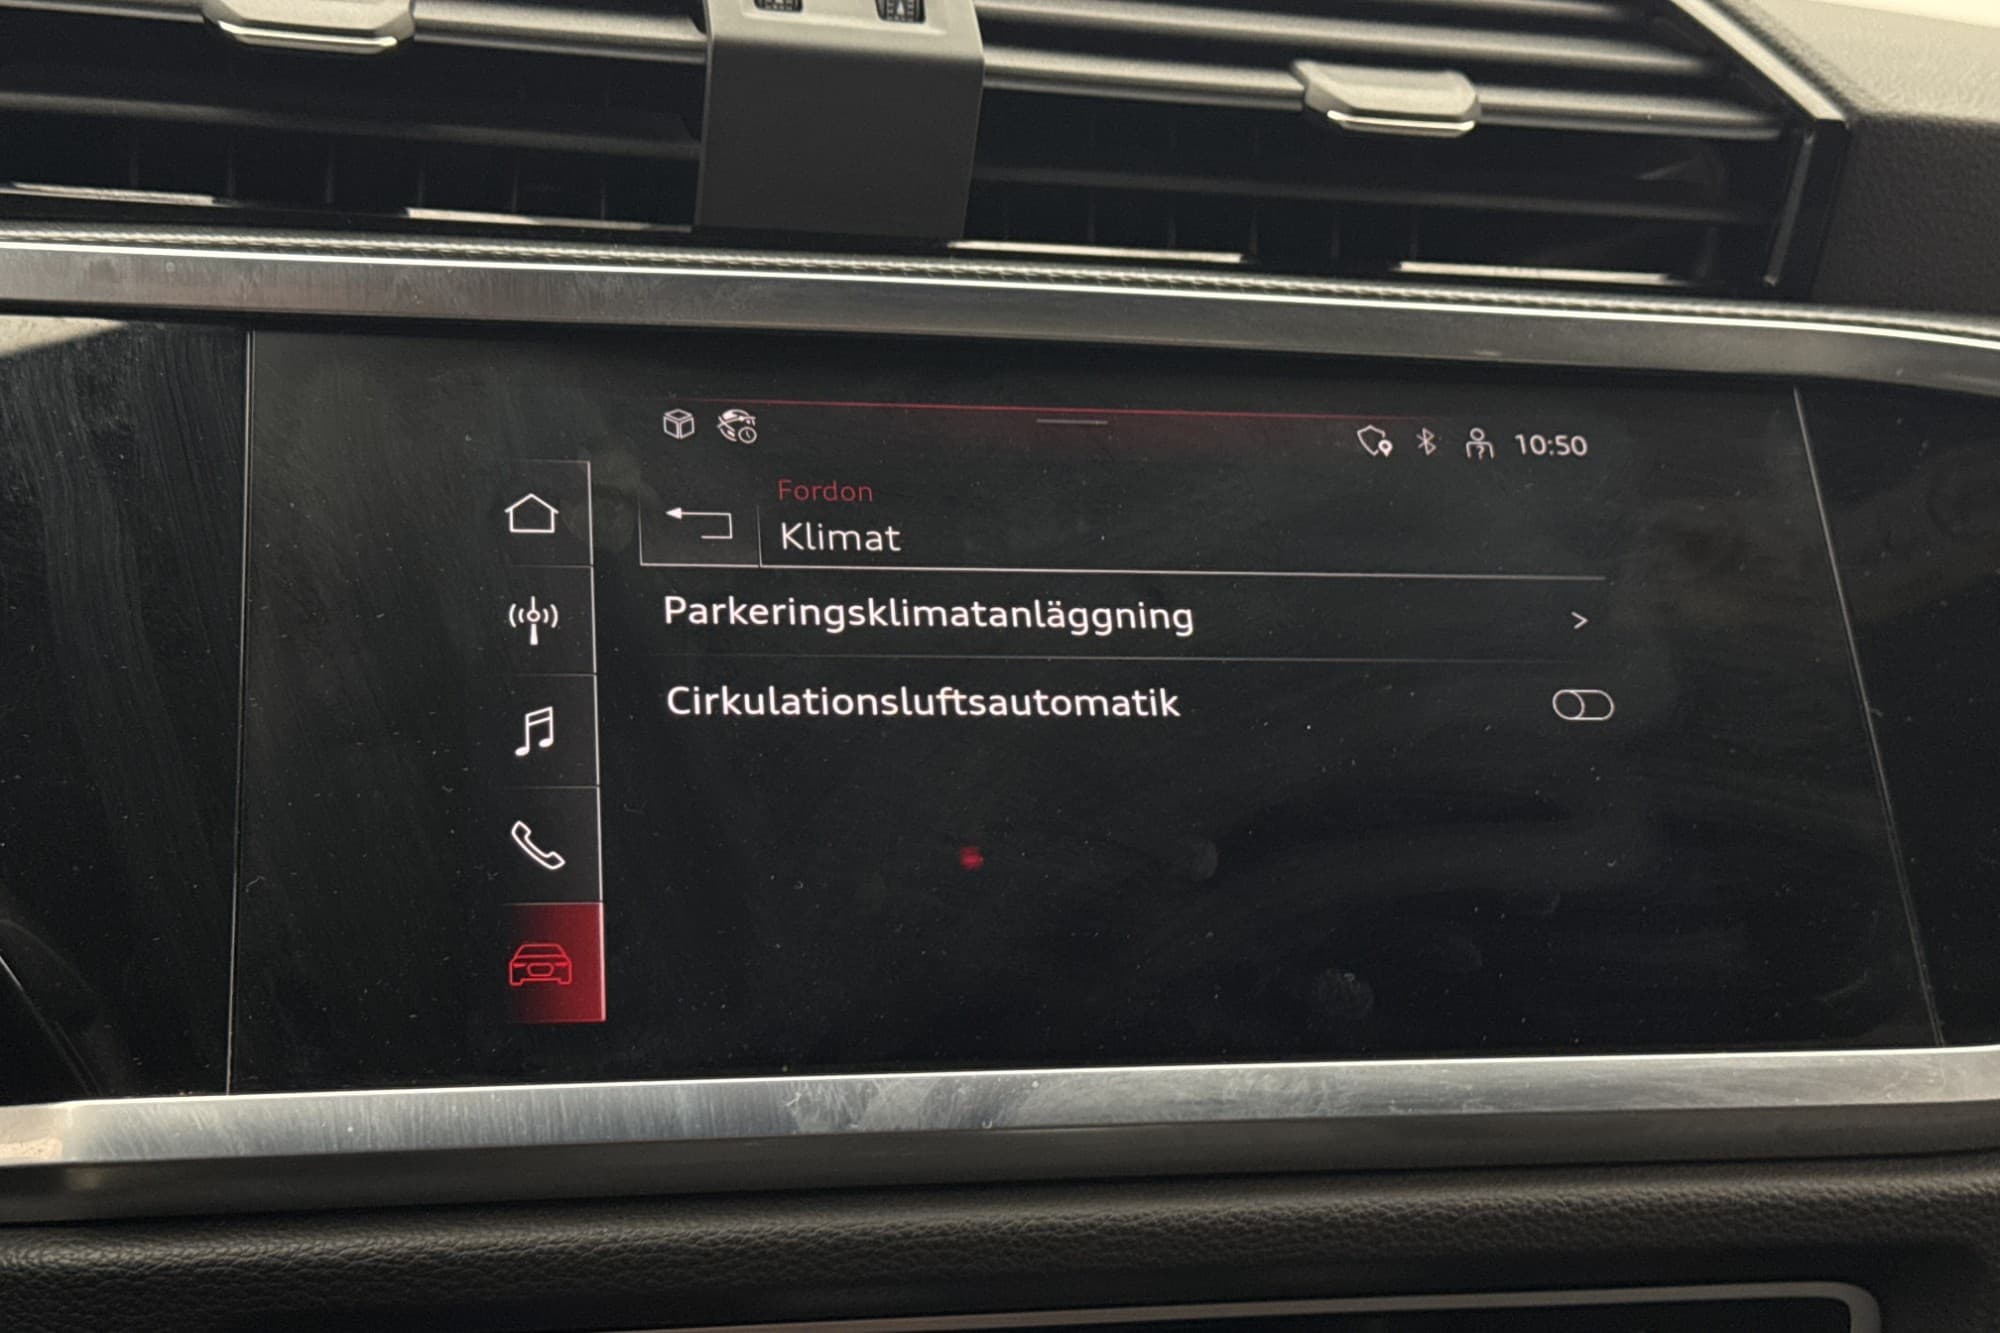 10:50
Fordon
Klimat
Parkeringsklimatanläggning
Cirkulationsluftsautomatik